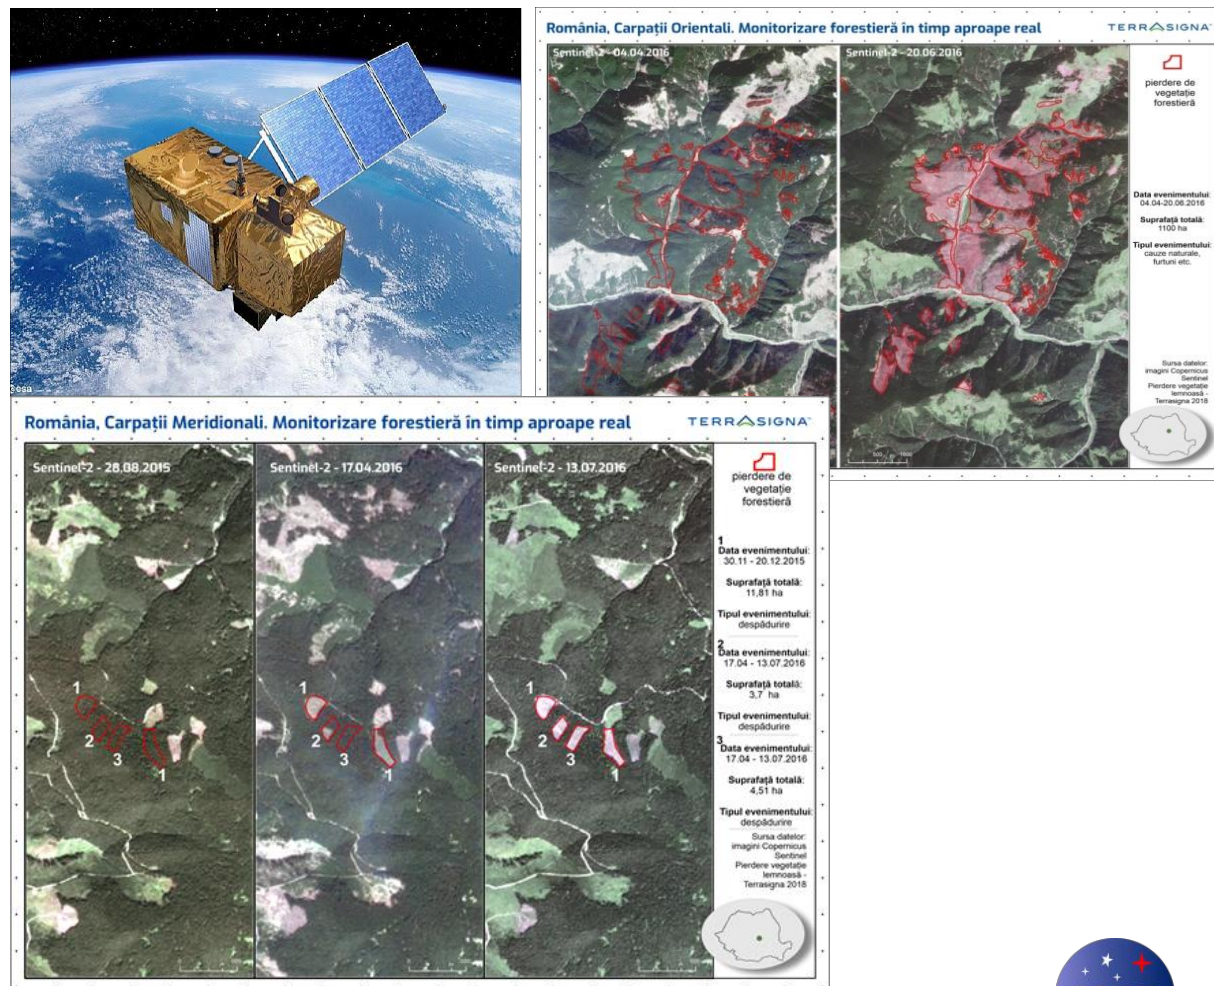 esa
România, Carpații Orientali. Monitorizare forestieră în timp aproape real
TERRASIGNA
Sentinel-2 - 04.04.2016
Sentinel-2 - 20.06.2016
pierdere de
vegetație
forestieră
Data evenimentului:
04.04-20.06.2016
Suprafață totală:
1100 ha
Tipul evenimentului:
cauze naturale,
furtuni etc.
Sursa datelor:
imagini Copernicus
Sentinel
Pierdere vegetație
lemnoasă -
Terrasigna 2018
România, Carpații Meridionali. Monitorizare forestieră în timp aproape real
TERRASIGNA
Sentinel-2 - 28.08.2015
Sentinel-2 - 17.04.2016
Sentinel-2 - 13.07.2016
1
2
3
1
1
2
3
1
1
2
3
1
pierdere de
vegetație
forestieră
1
Data evenimentului:
30.11 - 20.12.2015
Suprafață totală:
11,81 ha
Tipul evenimentului:
despădurire
2
Data evenimentului:
17.04 - 13.07.2016
Suprafață totală:
3,7 ha
Tipul evenimentului:
despădurire
3
Data evenimentului:
17.04 - 13.07.2016
Suprafață totală:
4,51 ha
Tipul evenimentului:
despădurire
Sursa datelor:
imagini Copernicus
Sentinel
Pierdere vegetație
lemnoasă -
Terrasigna 2018